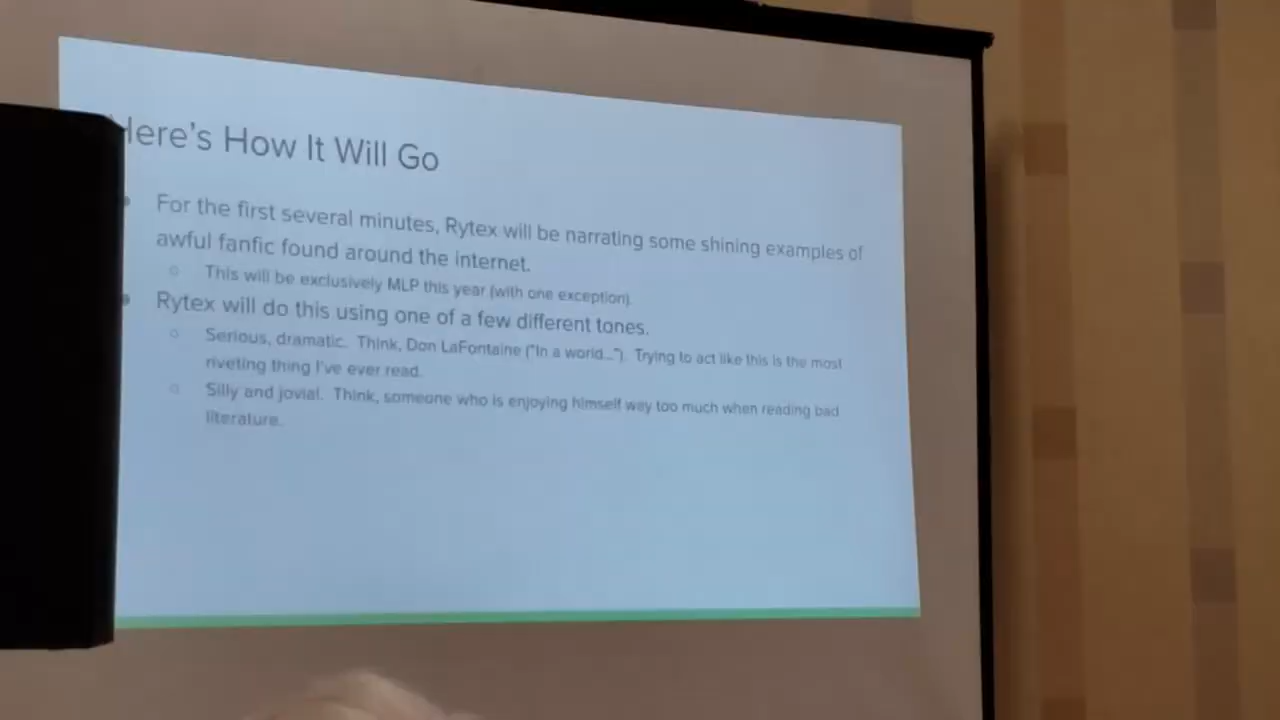 Here's How It Will Go
• For the first several minutes, Rytex will be narrating some shining examples of
awful fanfic found around the internet.
○ This will be exclusively MLP this year (with one exception).
• Rytex will do this using one of a few different tones.
○ Serious, dramatic. Think, Don LaFontaine ("In a world..."). Trying to act like this is the most
riveting thing I've ever read.
○ Silly and jovial. Think, someone who is enjoying himself way too much when reading bad
literature.